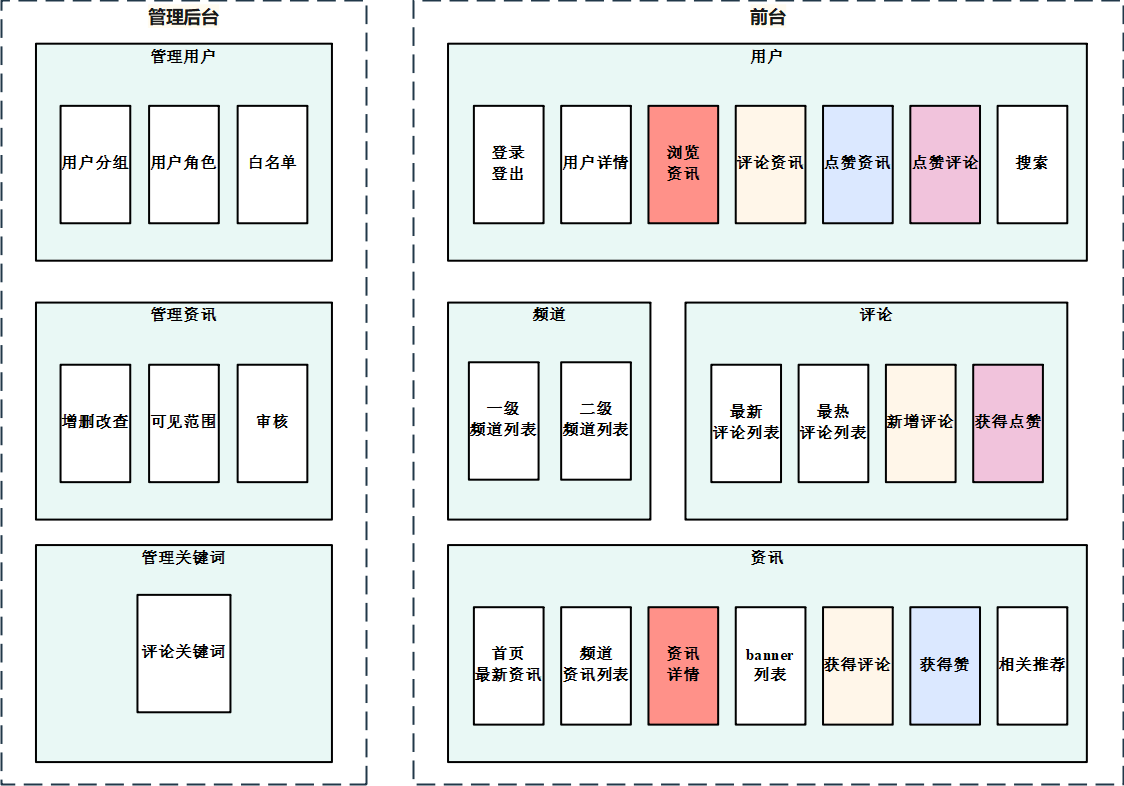 管理后台
管理用户
用户分组
用户角色
白名单
管理资讯
增删改查
可见范围
审核
管理关键词
评论关键词
前台
用户
登录
登出
用户详情
浏览
资讯
评论资讯
点赞资讯
点赞评论
搜索
频道
一级
频道列表
二级
频道列表
评论
最新
评论列表
最热
评论列表
新增评论
获得点赞
资讯
首页
最新资讯
频道
资讯列表
资讯
详情
banner
列表
获得评论
获得赞
相关推荐